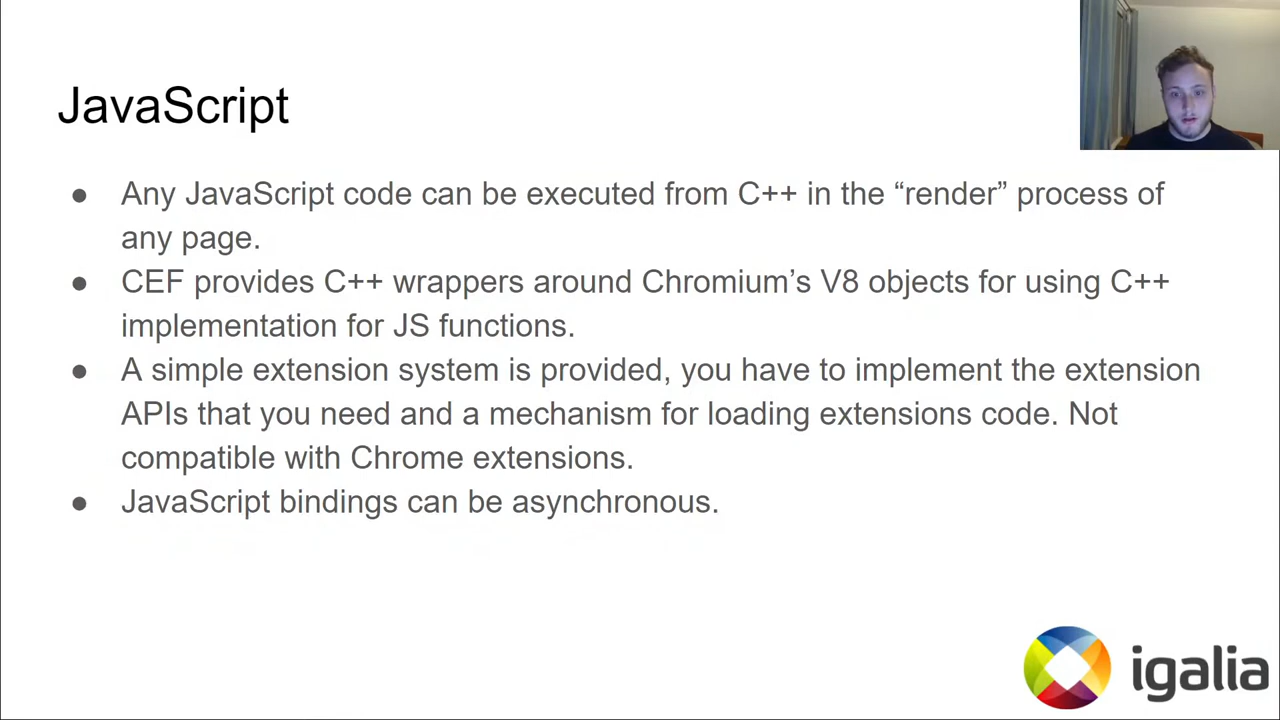 JavaScript
● Any JavaScript code can be executed from C++ in the “render” process of
any page.
● CEF provides C++ wrappers around Chromium’s V8 objects for using C++
implementation for JS functions.
● A simple extension system is provided, you have to implement the extension
APIs that you need and a mechanism for loading extensions code. Not
compatible with Chrome extensions.
● JavaScript bindings can be asynchronous.
igalia